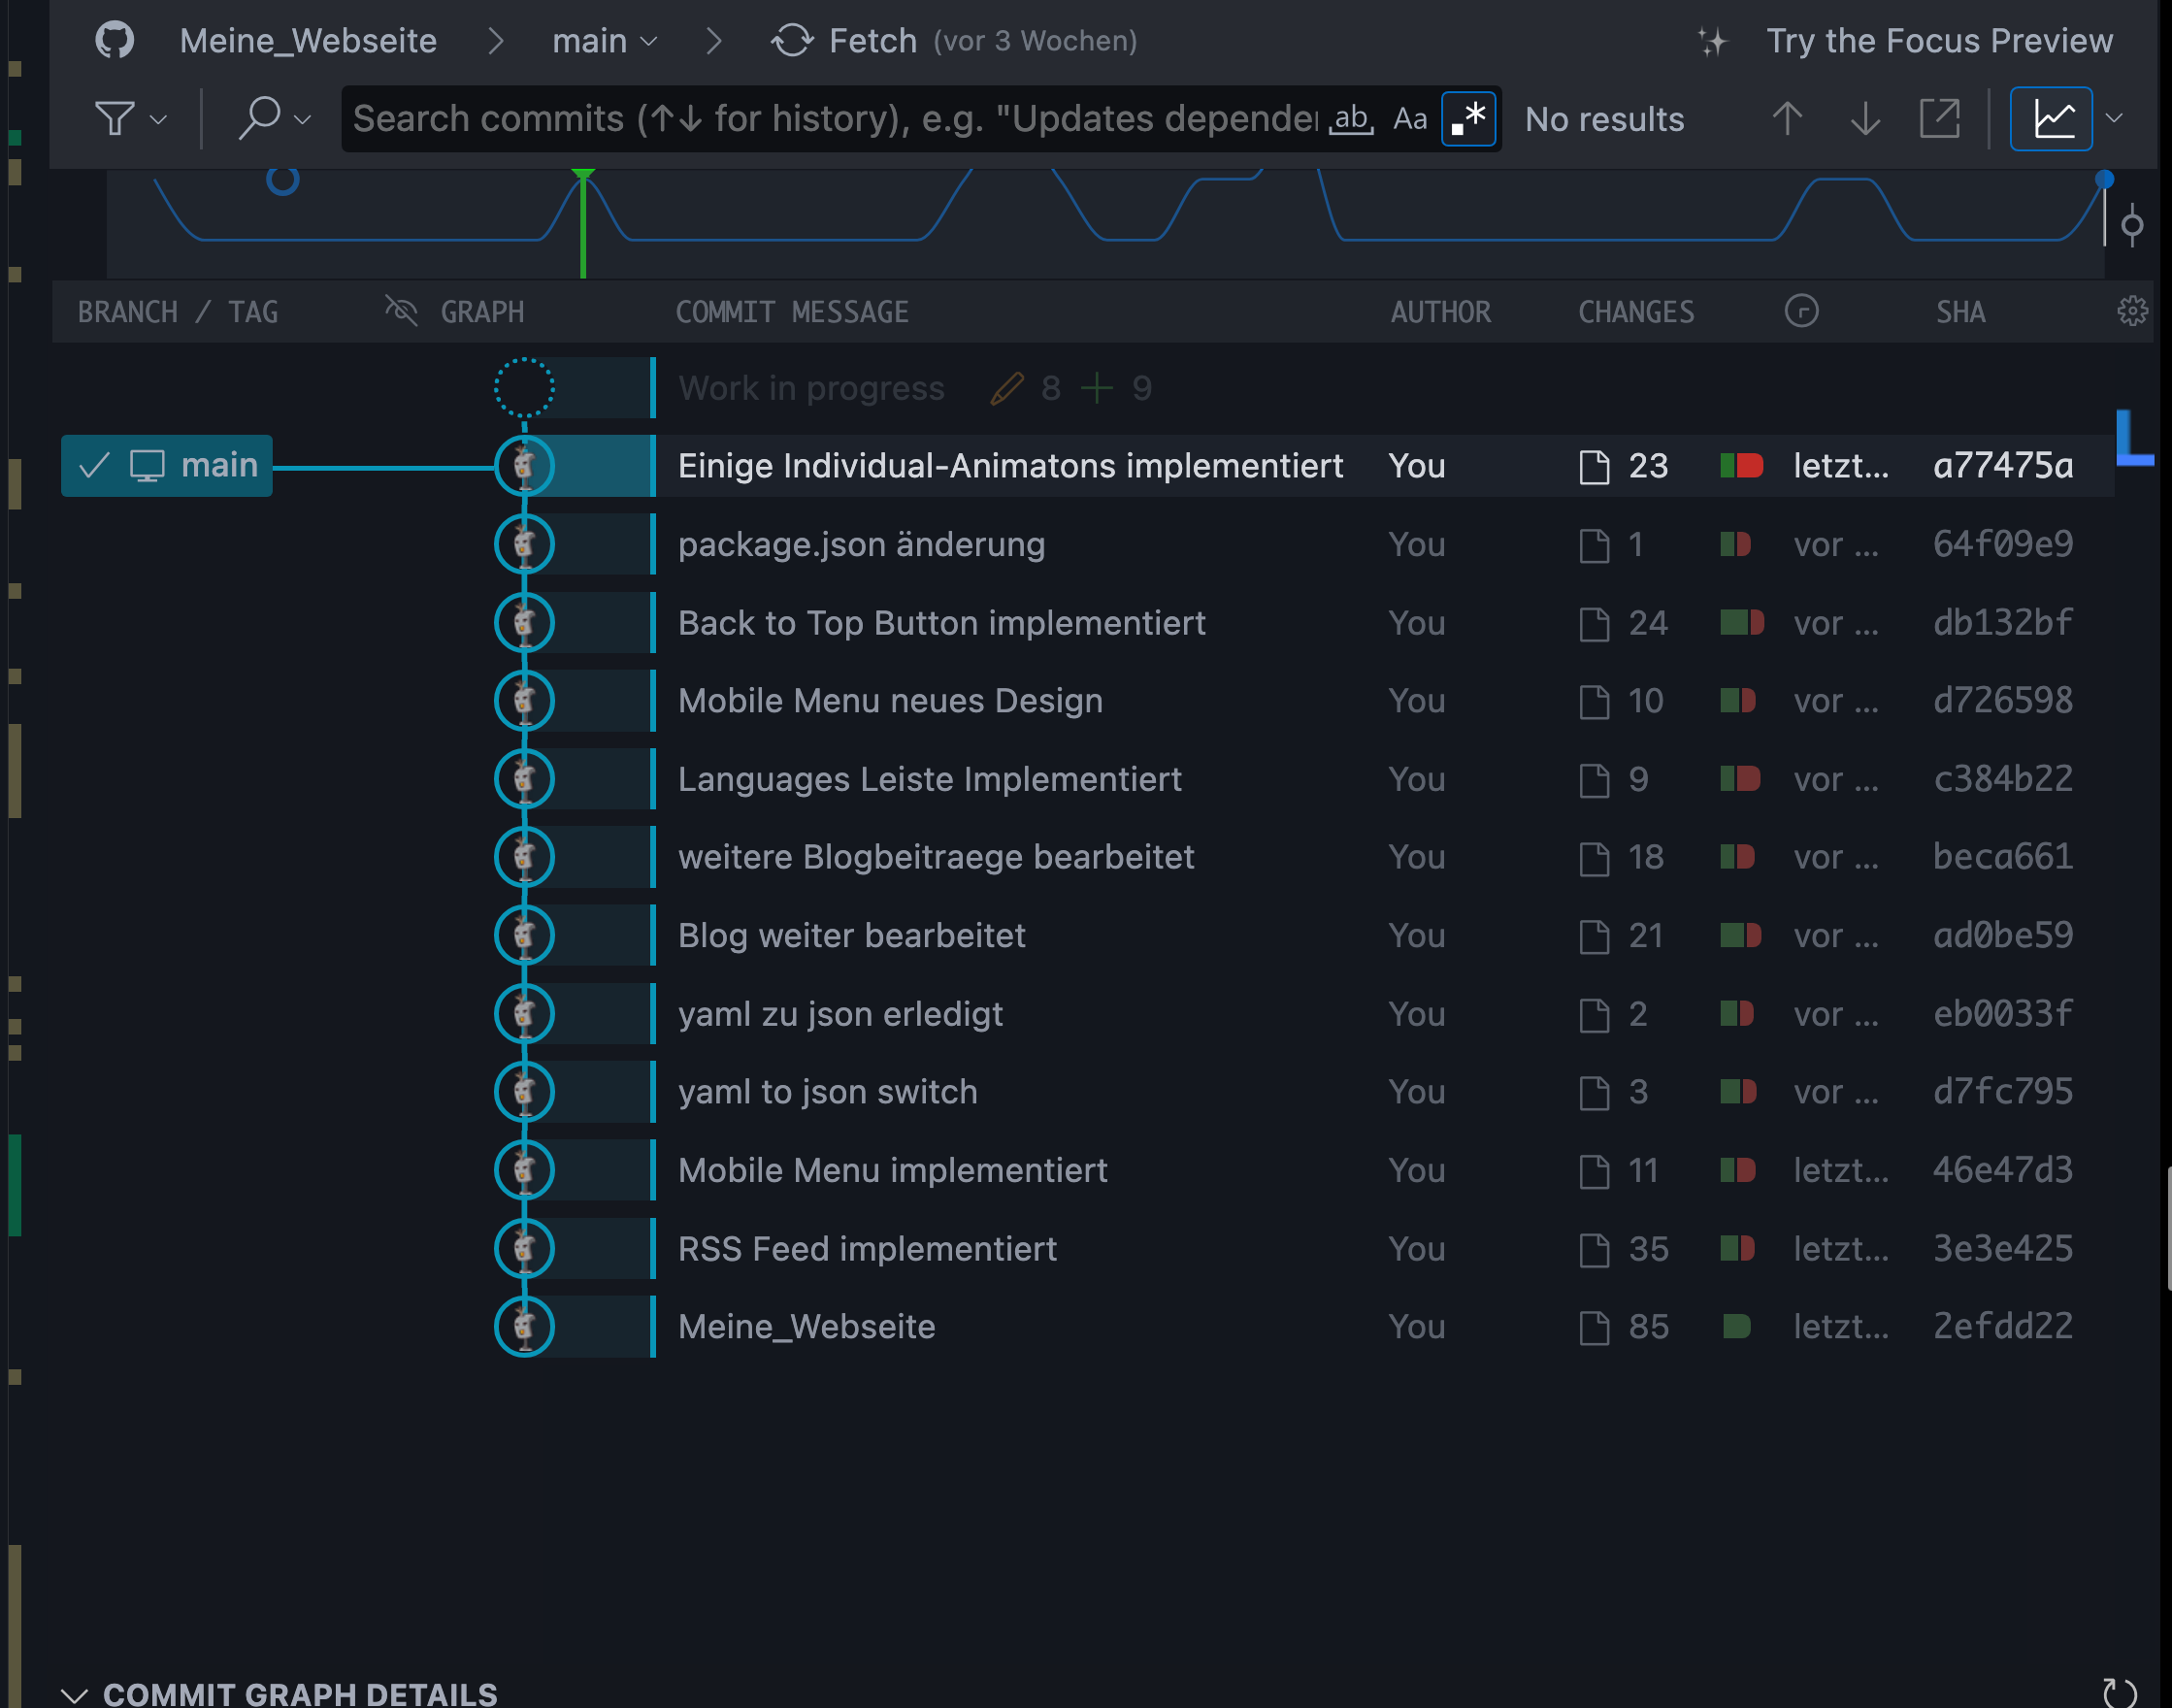 Meine_Webseite > main Fetch (vor 3 Wochen) Try the Focus Preview
Search commits (↑↓ for history), e.g. "Updates dependen ab Aa .* No results
BRANCH / TAG GRAPH COMMIT MESSAGE AUTHOR CHANGES SHA
Work in progress 8 + 9
main Einige Individual-Animatons implementiert You 23 letzt... a77475a
package.json änderung You 1 vor ... 64f09e9
Back to Top Button implementiert You 24 vor ... db132bf
Mobile Menu neues Design You 10 vor ... d726598
Languages Leiste Implementiert You 9 vor ... c384b22
weitere Blogbeitraege bearbeitet You 18 vor ... beca661
Blog weiter bearbeitet You 21 vor ... ad0be59
yaml zu json erledigt You 2 vor ... eb0033f
yaml to json switch You 3 vor ... d7fc795
Mobile Menu implementiert You 11 letzt... 46e47d3
RSS Feed implementiert You 35 letzt... 3e3e425
Meine_Webseite You 85 letzt... 2efdd22
COMMIT GRAPH DETAILS